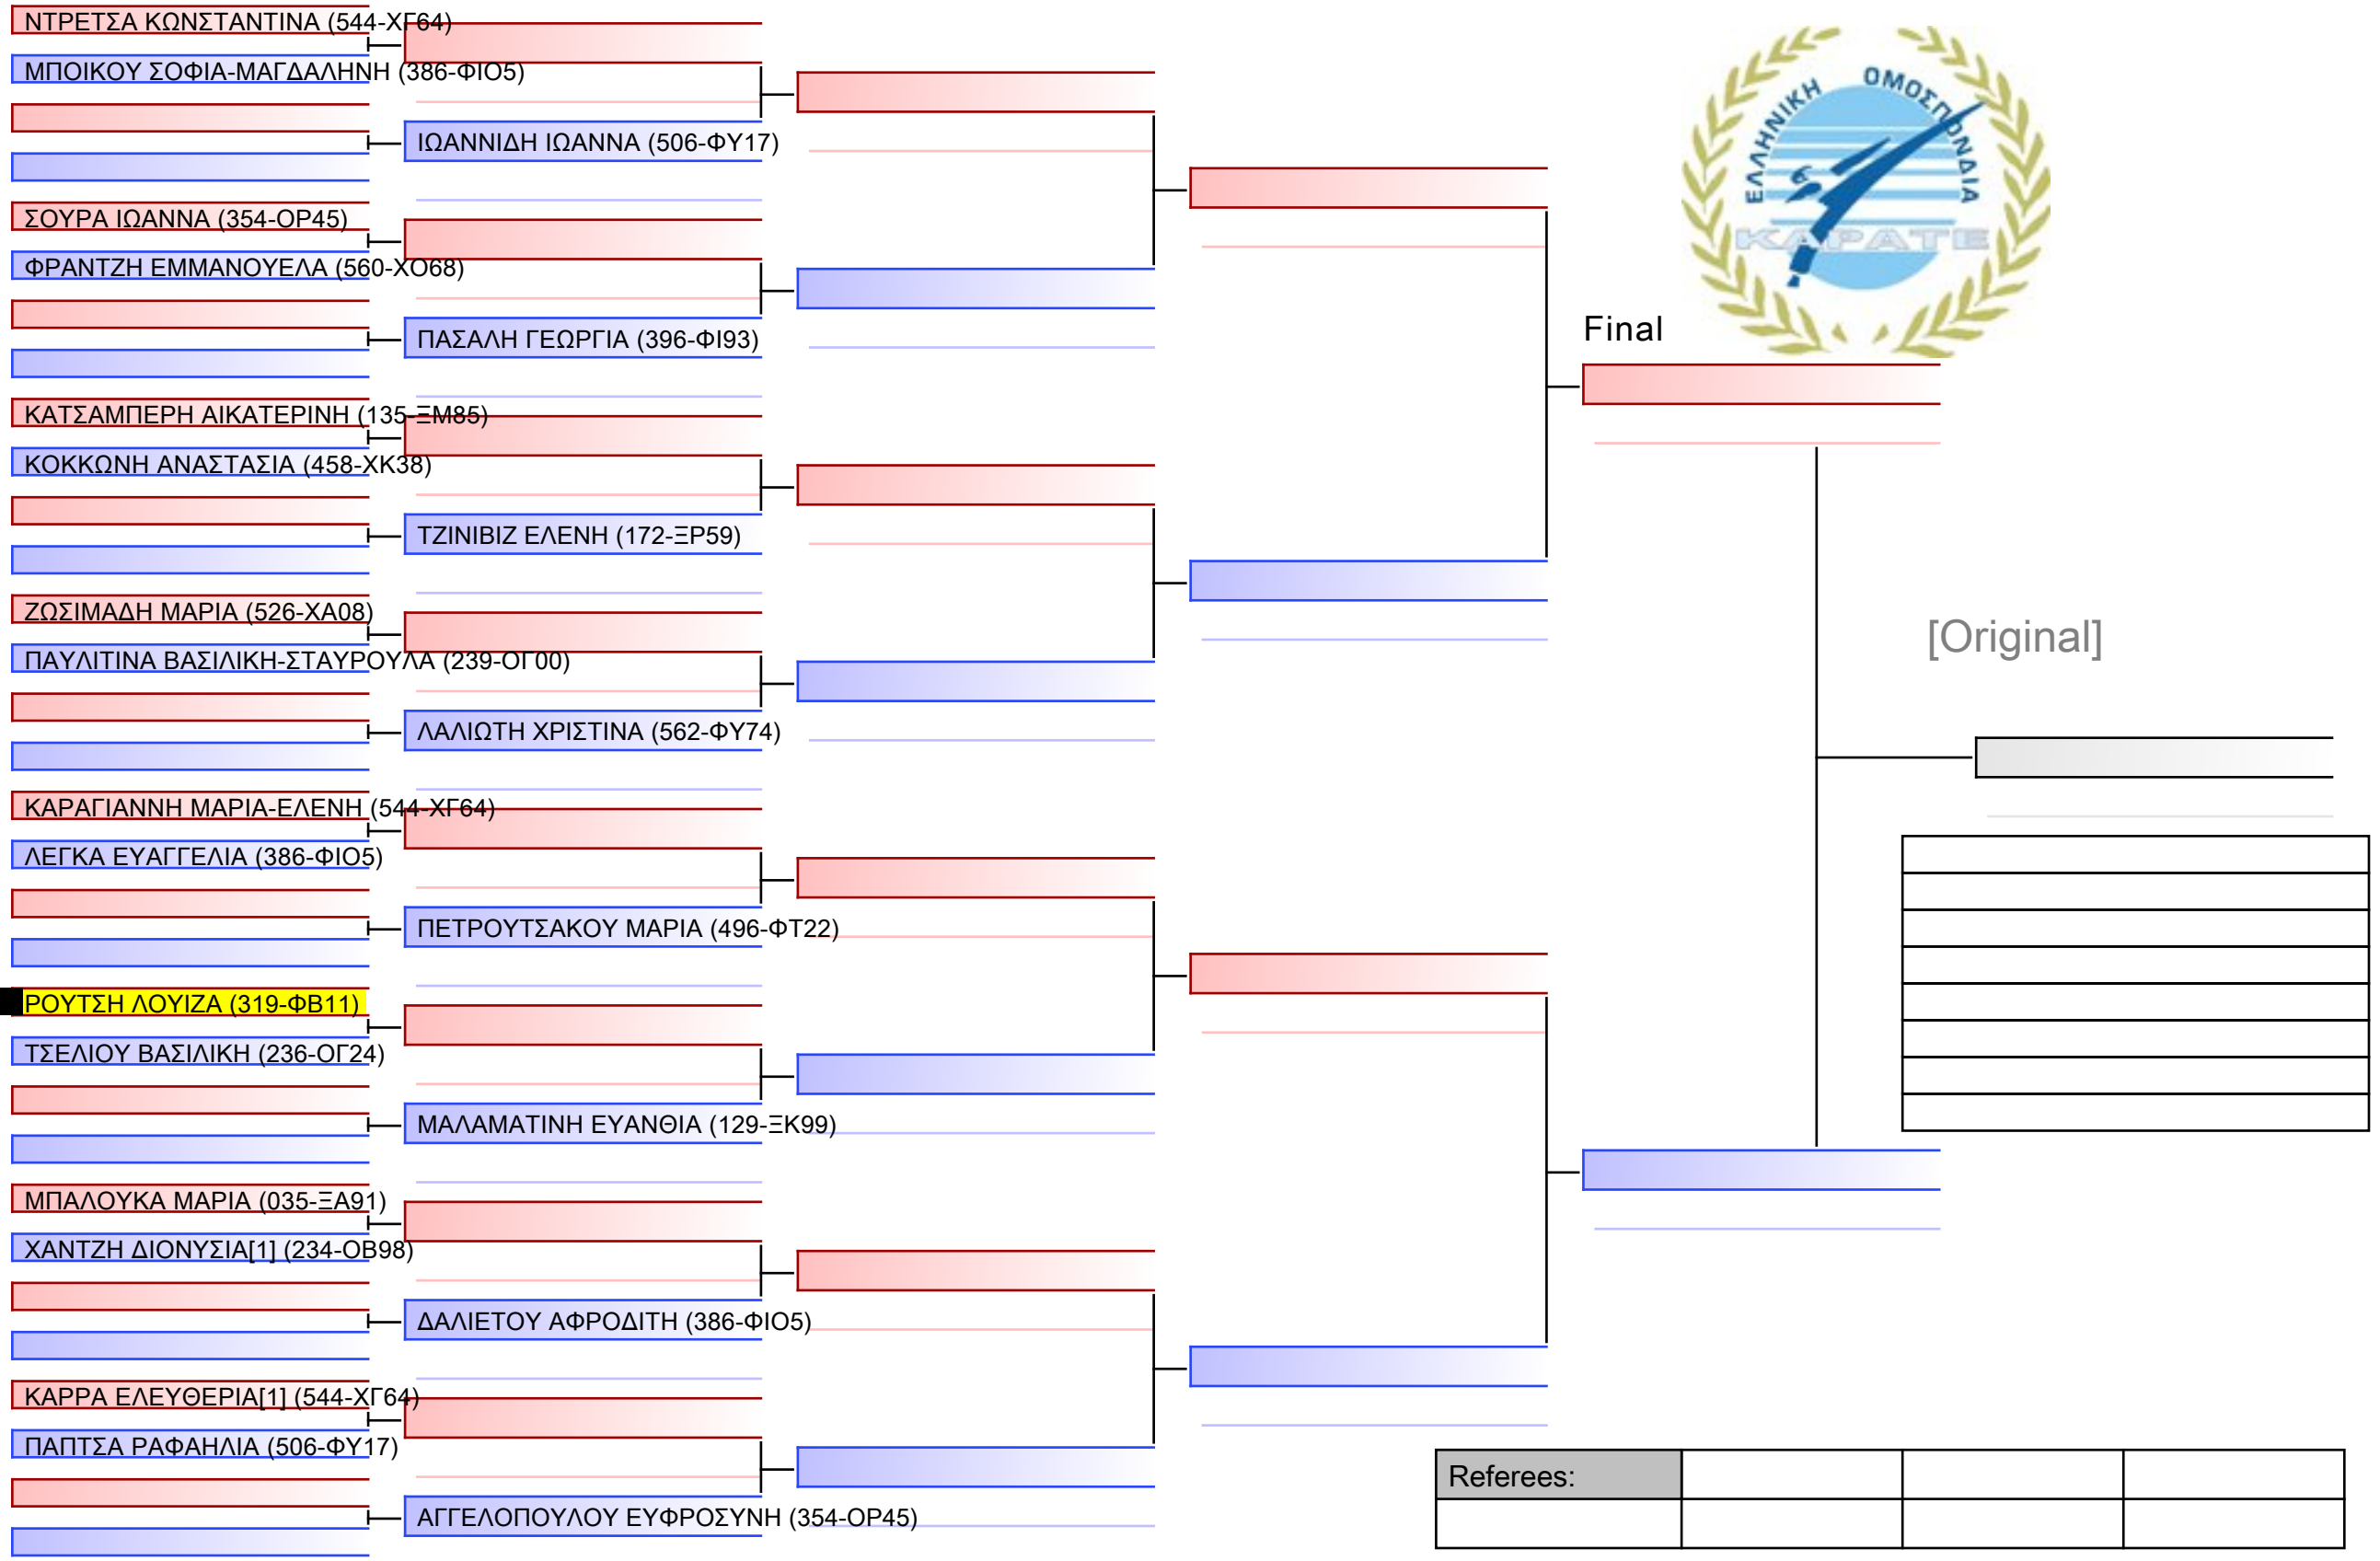 ΝΤΡΕΤΣΑ ΚΩΝΣΤΑΝΤΙΝΑ (544-ΧΓ64)
ΜΠΟΙΚΟΥ ΣΟΦΙΑ-ΜΑΓΔΑΛΗΝΗ (386-ΦΙΟ5)
ΙΩΑΝΝΙΔΗ ΙΩΑΝΝΑ (506-ΦΥ17)
ΣΟΥΡΑ ΙΩΑΝΝΑ (354-ΟΡ45)
ΦΡΑΝΤΖΗ ΕΜΜΑΝΟΥΕΛΑ (560-ΧΟ68)
ΠΑΣΑΛΗ ΓΕΩΡΓΙΑ (396-ΦΙ93)
ΚΑΤΣΑΜΠΕΡΗ ΑΙΚΑΤΕΡΙΝΗ (135-ΞΜ85)
ΚΟΚΚΩΝΗ ΑΝΑΣΤΑΣΙΑ (458-ΧΚ38)
ΤΖΙΝΙΒΙΖ ΕΛΕΝΗ (172-ΞΡ59)
ΖΩΣΙΜΑΔΗ ΜΑΡΙΑ (526-ΧΑ08)
ΠΑΥΛΙΤΙΝΑ ΒΑΣΙΛΙΚΗ-ΣΤΑΥΡΟΥΛΑ (239-ΟΓ00)
ΛΑΛΙΩΤΗ ΧΡΙΣΤΙΝΑ (562-ΦΥ74)
ΚΑΡΑΓΙΑΝΝΗ ΜΑΡΙΑ-ΕΛΕΝΗ (544-ΧΓ64)
ΛΕΓΚΑ ΕΥΑΓΓΕΛΙΑ (386-ΦΙΟ5)
ΠΕΤΡΟΥΤΣΑΚΟΥ ΜΑΡΙΑ (496-ΦΤ22)
ΡΟΥΤΣΗ ΛΟΥΙΖΑ (319-ΦΒ11)
ΤΣΕΛΙΟΥ ΒΑΣΙΛΙΚΗ (236-ΟΓ24)
ΜΑΛΑΜΑΤΙΝΗ ΕΥΑΝΘΙΑ (129-ΞΚ99)
ΜΠΑΛΟΥΚΑ ΜΑΡΙΑ (035-ΞΑ91)
ΧΑΝΤΖΗ ΔΙΟΝΥΣΙΑ[1] (234-ΟΒ98)
ΔΑΛΙΕΤΟΥ ΑΦΡΟΔΙΤΗ (386-ΦΙΟ5)
ΚΑΡΡΑ ΕΛΕΥΘΕΡΙΑ[1] (544-ΧΓ64)
ΠΑΠΤΣΑ ΡΑΦΑΗΛΙΑ (506-ΦΥ17)
ΑΓΓΕΛΟΠΟΥΛΟΥ ΕΥΦΡΟΣΥΝΗ (354-ΟΡ45)
ΕΛΛΗΝΙΚΗ ΟΜΟΣΠΟΝΔΙΑ
ΚΑΡΑΤΕ
Final
[Original]
Referees: